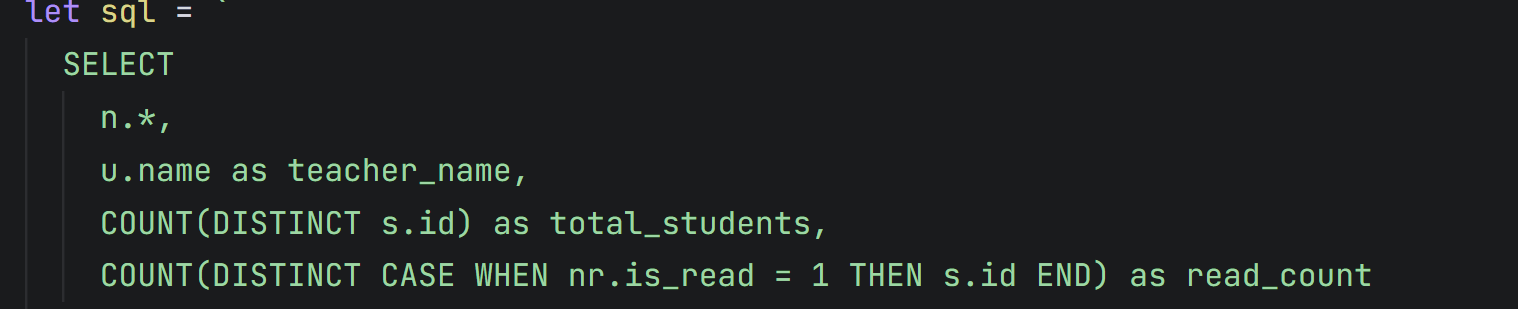 let sql = `
SELECT
n.*,
u.name as teacher_name,
COUNT(DISTINCT s.id) as total_students,
COUNT(DISTINCT CASE WHEN nr.is_read = 1 THEN s.id END) as read_count